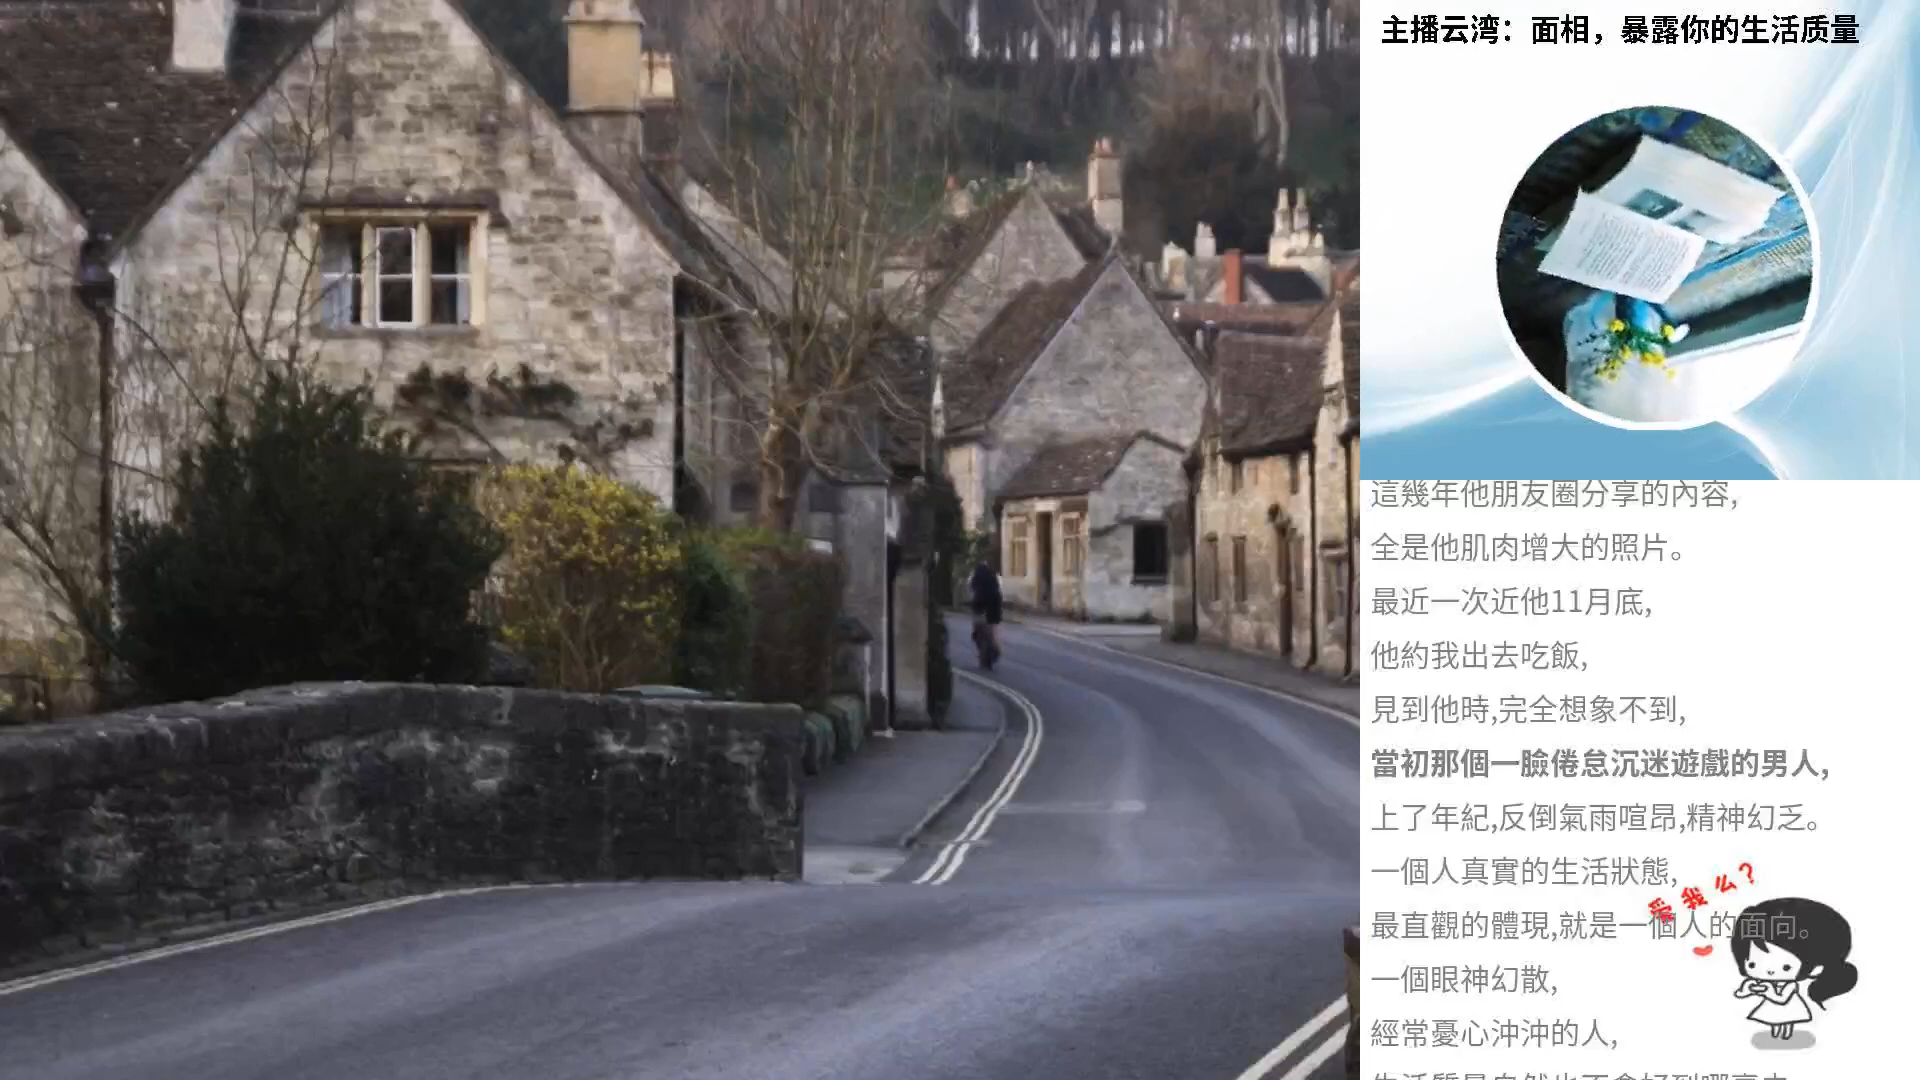 主播云湾：面相，暴露你的生活质量
這幾年他朋友圈分享的內容,
全是他肌肉增大的照片。
最近一次近他11月底,
他約我出去吃飯,
見到他時,完全想象不到,
當初那個一臉倦怠沉迷遊戲的男人,
上了年紀,反倒氣雨喧昂,精神幻乏。
一個人真實的生活狀態,
愛我么？
最直觀的體現,就是一個人的面向。
一個眼神幻散,
經常憂心沖沖的人,